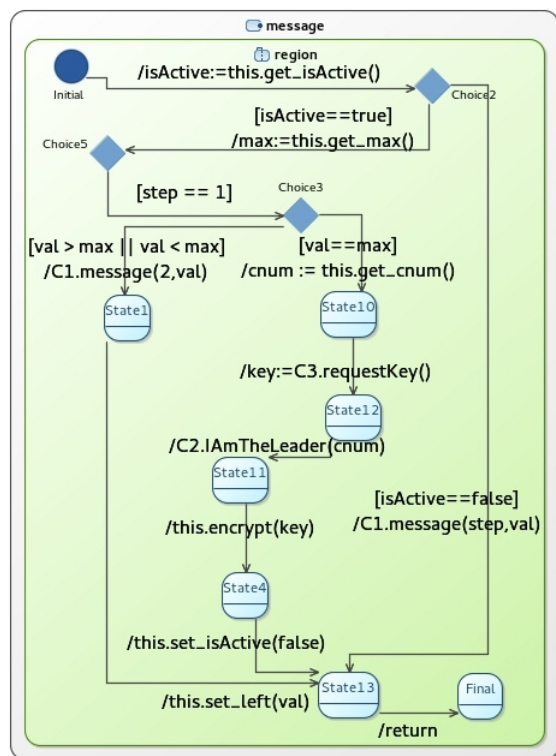 message
region
/isActive:=this.get_isActive()
Initial
Choice2
[isActive==true]
/max:=this.get_max()
Choice5
[step == 1]
Choice3
[val > max || val < max]
/C1.message(2,val)
[val==max]
/cnum := this.get_cnum()
State1
State10
/key:=C3.requestKey()
State12
/C2.IAmTheLeader(cnum)
State11
[isActive==false]
/C1.message(step,val)
/this.encrypt(key)
State4
/this.set_isActive(false)
State13
Final
/this.set_left(val)
/return